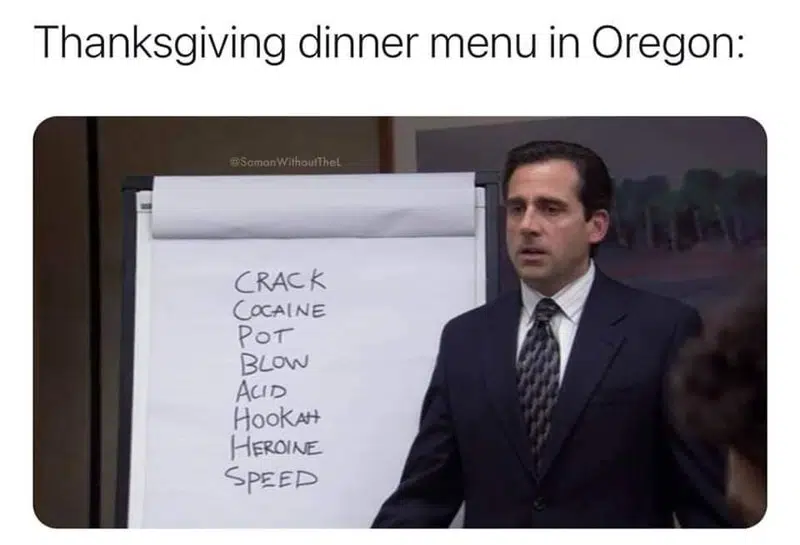 Thanksgiving dinner menu in Oregon:
@SamanWithoutTheL
CRACK
COCAINE
POT
BLOW
ACID
HOOKAH
HEROINE
SPEED